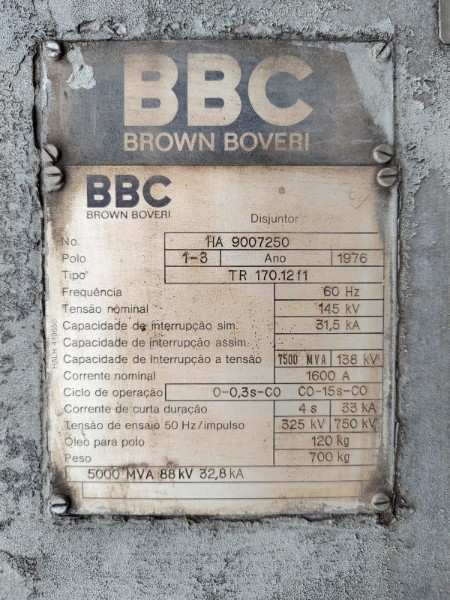 BBC
BROWN BOVERI
BBC
BROWN BOVERI
Disjuntor
No. HA 9007250
Polo 1-3 Ano 1976
Tipo TR 170.1211
Frequência 60 Hz
Tensão nominal 145 kV
Capacidade de interrupção sim. 31,5 kA
Capacidade de interrupção assim.
Capacidade de Interrupção a tensão 7500 MVA 138 kV
Corrente nominal 1600 A
Ciclo de operação 0-0,3s-CO CO-15s-CO
Corrente de curta duração 4 s 33 kA
Tensão de ensaio 50 Hz/impulso 325 kV 750 kV
Óleo para polo 120 kg
Peso 700 kg
5000 MVA 88 kV 32,8 kA